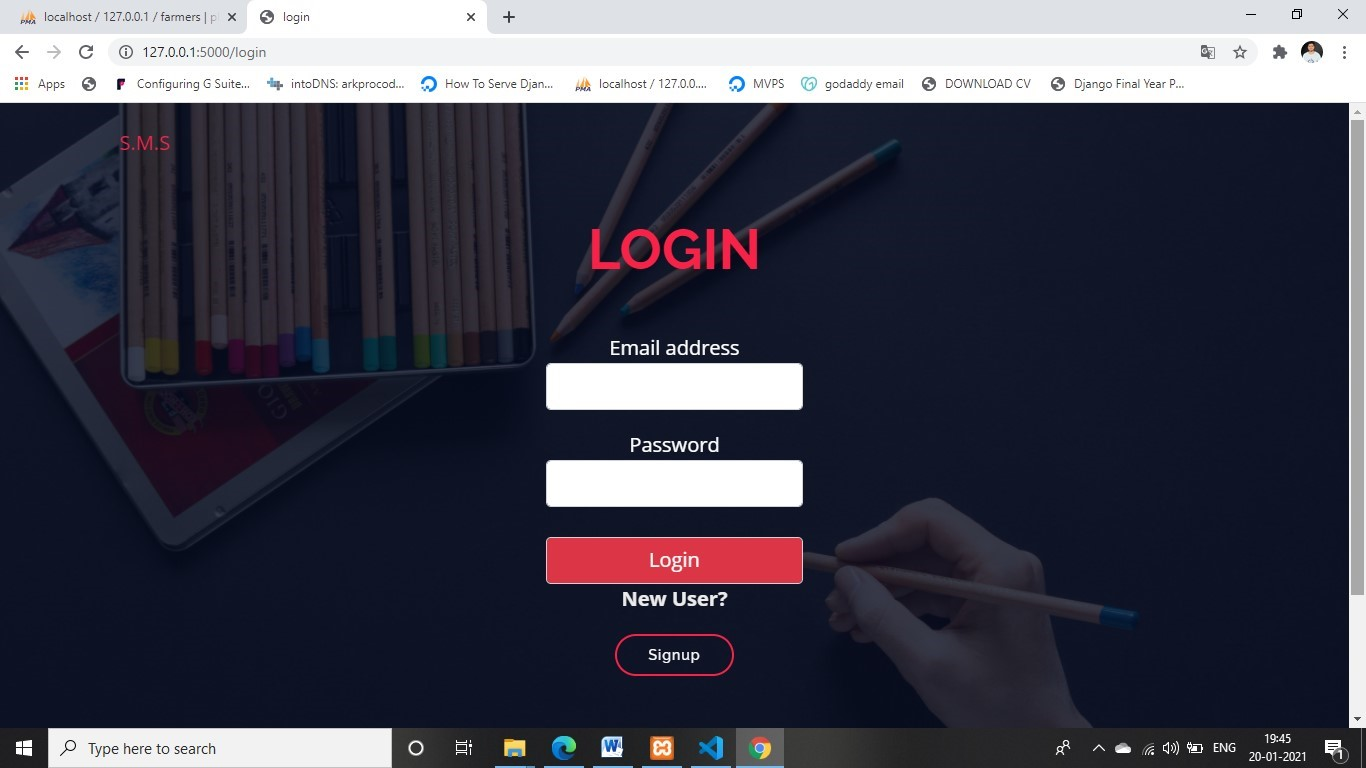 localhost / 127.0.0.1 / farmers | p
login
127.0.0.1:5000/login
Apps
Configuring G Suite...
intoDNS: arkprocod...
How To Serve Djan...
localhost / 127.0.0....
MVPS
godaddy email
DOWNLOAD CV
Django Final Year P...
S.M.S
LOGIN
Email address
Password
Login
New User?
Signup
Type here to search
ENG
19:45
20-01-2021
1